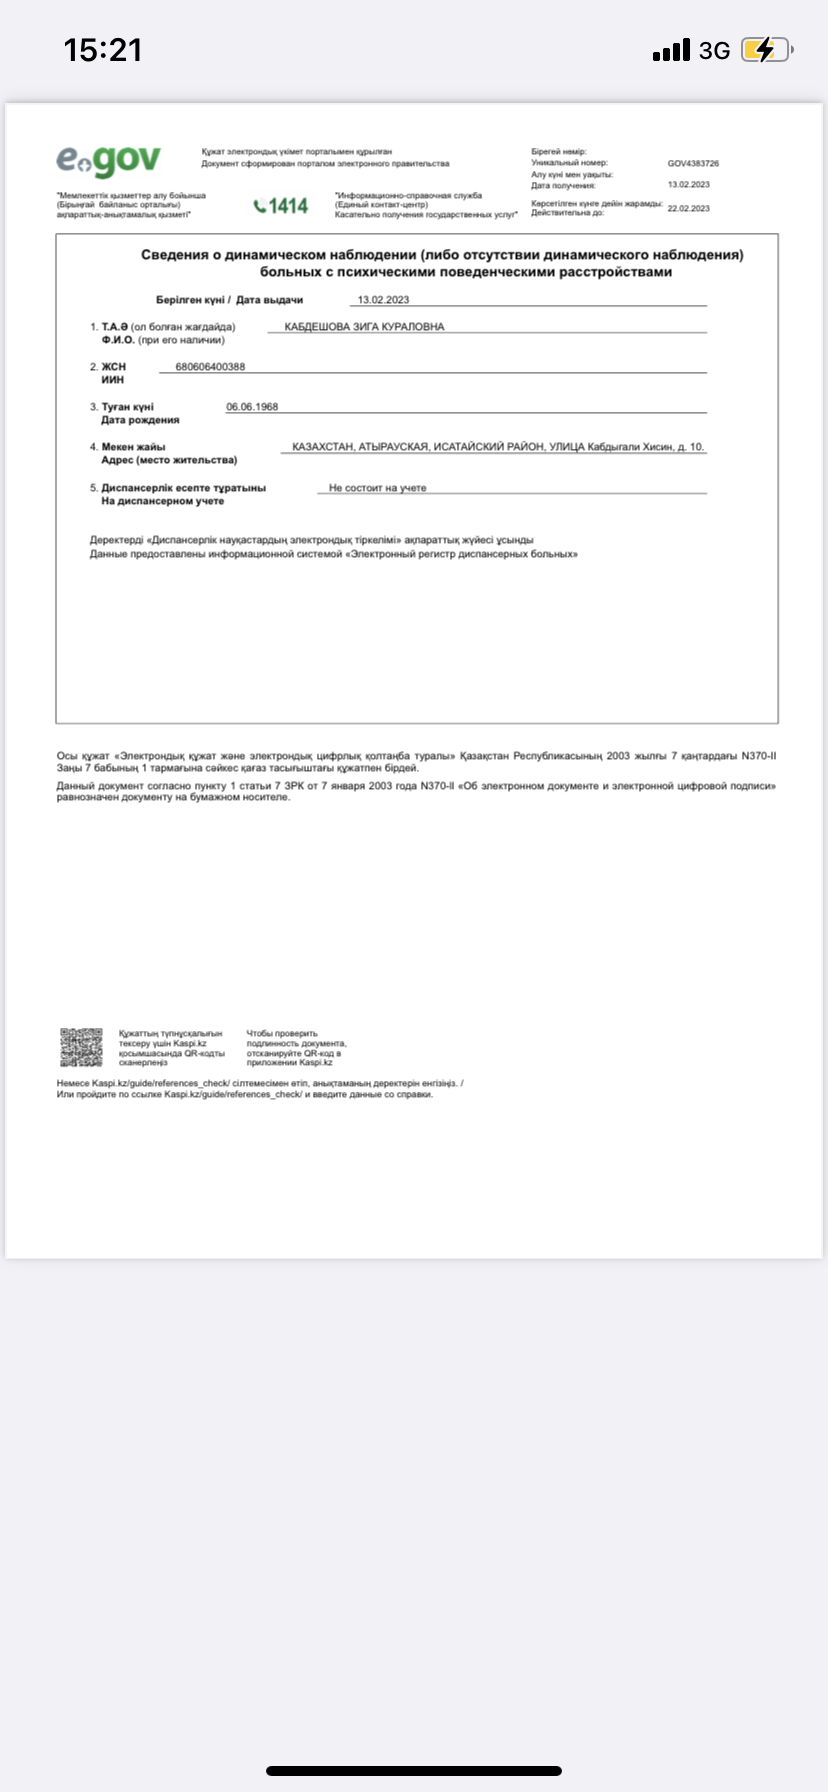 15:21
3G
egov
Құжат электрондық үкімет порталымен құрылған
Документ сформирован порталом электронного правительства
Бірегей нөмір:
Уникальный номер:
GOV4383726
Алу күні мен уақыты:
Дата получения:
13.02.2023
Көрсетілген күнге дейін жарамды:
Действительна до:
22.02.2023
"Мемлекеттік қызметтер алу бойынша
(Бірыңғай байланыс орталығы)
ақпараттық-анықтамалық қызметі"
1414
"Информационно-справочная служба
(Единый контакт-центр)
Касательно получения государственных услуг"
Сведения о динамическом наблюдении (либо отсутствии динамического наблюдения)
больных с психическими поведенческими расстройствами
Берілген күні / Дата выдачи 13.02.2023
1. Т.А.Ә (ол болған жағдайда) КАБДЕШОВА ЗИГА КУРАЛОВНА
Ф.И.О. (при его наличии)
2. ЖСН 680606400388
ИИН
3. Туған күні 06.06.1968
Дата рождения
4. Мекен жайы КАЗАХСТАН, АТЫРАУСКАЯ, ИСАТАЙСКИЙ РАЙОН, УЛИЦА Кабдыгали Хисин, д. 10.
Адрес (место жительства)
5. Диспансерлік есепте тұратыны Не состоит на учете
На диспансерном учете
Деректерді «Диспансерлік науқастардың электрондық тіркелімі» ақпараттық жүйесі ұсынды
Данные предоставлены информационной системой «Электронный регистр диспансерных больных»
Осы құжат «Электрондық құжат және электрондық цифрлық қолтаңба туралы» Қазақстан Республикасының 2003 жылғы 7 қаңтардағы N370-II
Заңы 7 бабының 1 тармағына сәйкес қағаз тасығыштағы құжатпен бірдей.
Данный документ согласно пункту 1 статьи 7 ЗРК от 7 января 2003 года N370-II «Об электронном документе и электронной цифровой подписи»
равнозначен документу на бумажном носителе.
Құжаттың түпнұсқалығын
тексеру үшін Kaspi.kz
қосымшасында QR-кодты
сканерлеңіз
Чтобы проверить
подлинность документа,
отсканируйте QR-код в
приложении Kaspi.kz
Немесе Kaspi.kz/guide/references_check/ сілтемесімен өтіп, анықтаманың деректерін енгізіңіз. /
Или пройдите по ссылке Kaspi.kz/guide/references_check/ и введите данные со справки.